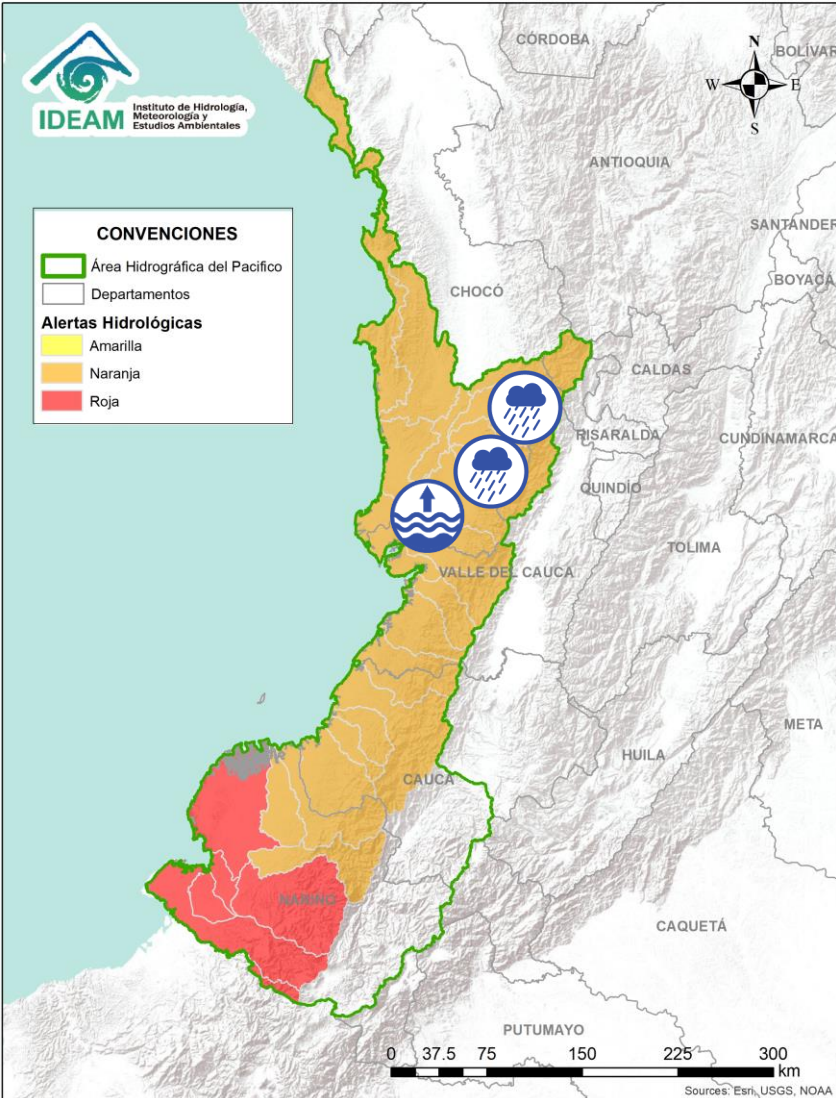 IDEAM
Instituto de Hidrología,
Meteorología y
Estudios Ambientales
CÓRDOBA
BOLÍVAR
N
W
E
S
ANTIOQUIA
SANTANDER
BOYACÁ
CONVENCIONES
Área Hidrográfica del Pacifico
Departamentos
Alertas Hidrológicas
Amarilla
Naranja
Roja
CHOCÓ
CALDAS
RISARALDA
CUNDINAMARCA
QUINDÍO
TOLIMA
VALLE DEL CAUCA
META
HUILA
CAUCA
NARIÑO
CAQUETÁ
PUTUMAYO
0 37.5 75 150 225 300
km
Sources: Esri, USGS, NOAA